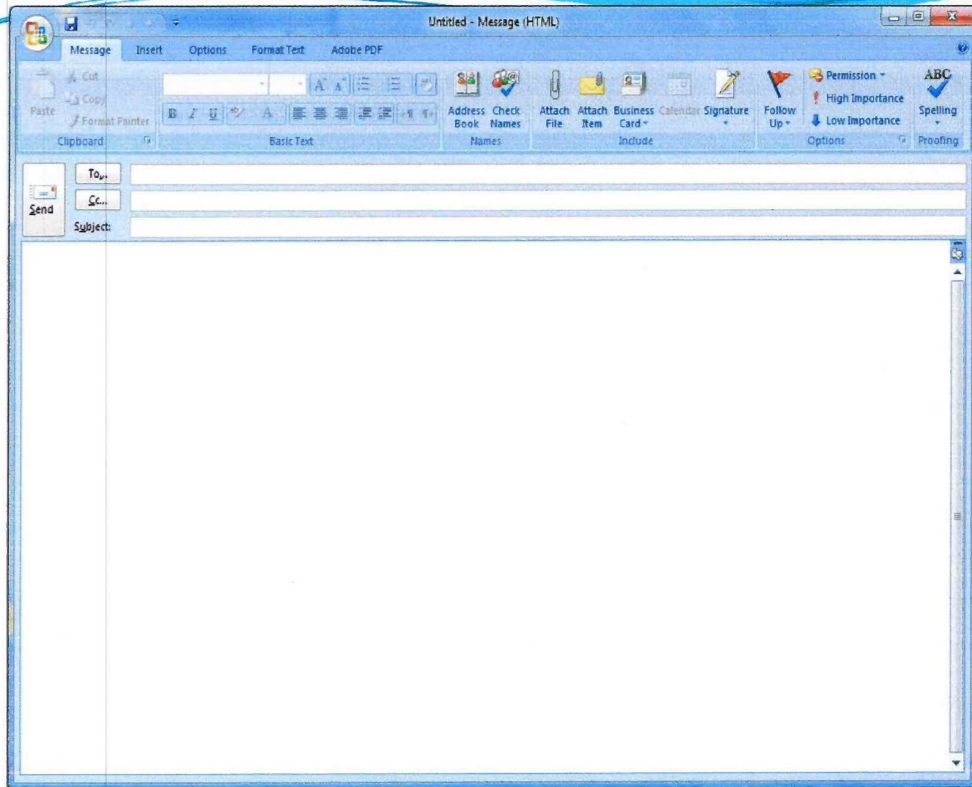 Untitled - Message (HTML)
Message Insert Options Format Text Adobe PDF
Paste
Cut
Copy
Format Painter
Clipboard
B I U
Basic Text
Address Book
Check Names
Names
Attach File
Attach Item
Business Card
Calendar
Signature
Include
Follow Up
Permission
High Importance
Low Importance
Options
ABC
Spelling
Proofing
Send
To...
Cc...
Subject: